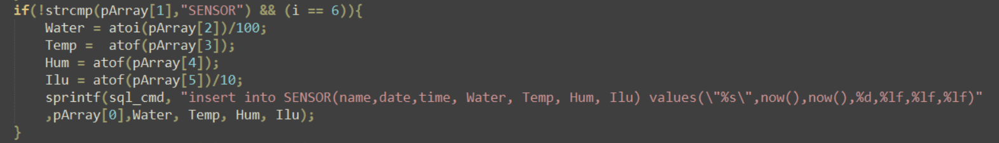 if(!strcmp(pArray[1],"SENSOR") && (i == 6)){
    Water = atoi(pArray[2])/100;
    Temp =  atof(pArray[3]);
    Hum = atof(pArray[4]);
    Ilu = atof(pArray[5])/10;
    sprintf(sql_cmd, "insert into SENSOR(name,date,time, Water, Temp, Hum, Ilu) values(\"%s\",now(),now(),%d,%lf,%lf,%lf)"
    ,pArray[0],Water, Temp, Hum, Ilu);
}